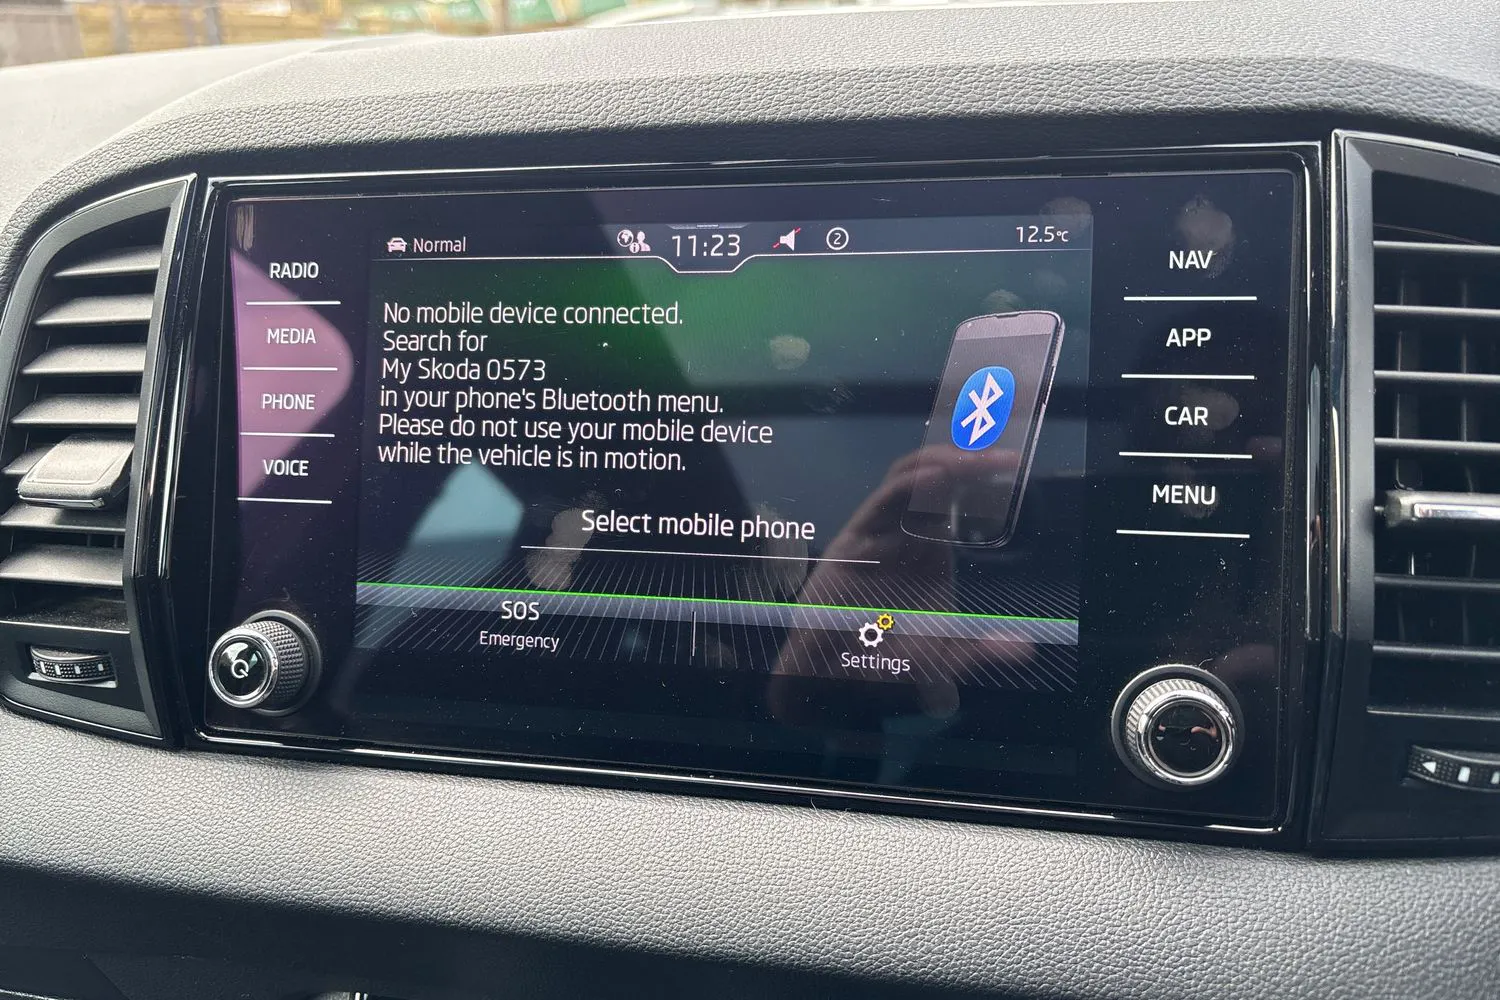 Normal
11:23
2
12.5°C
RADIO
MEDIA
PHONE
VOICE
No mobile device connected.
Search for
My Skoda 0573
in your phone's Bluetooth menu.
Please do not use your mobile device
while the vehicle is in motion.
Select mobile phone
SOS
Emergency
Settings
NAV
APP
CAR
MENU